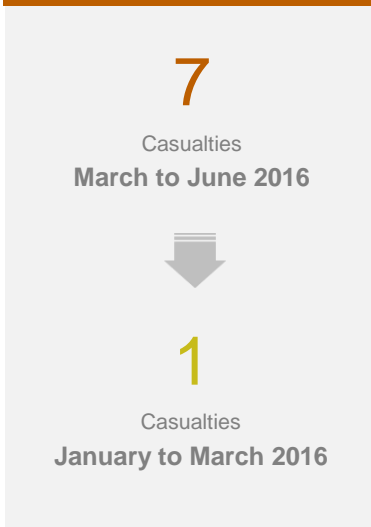 7
Casualties
March to June 2016
1
Casualties
January to March 2016